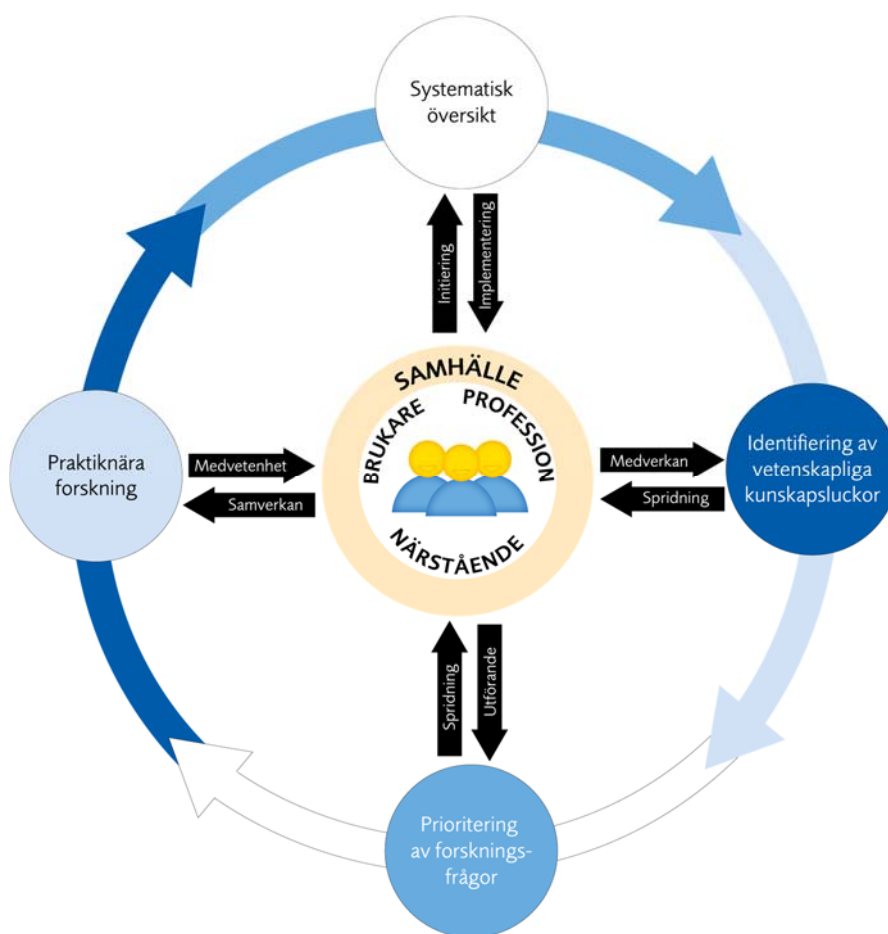 Systematisk
översikt
Initiering
Implementering
SAMHÄLLE
BRUKARE
PROFESSION
NÄRSTÅENDE
Praktiknära
forskning
Medvetenhet
Samverkan
Medverkan
Spridning
Identifiering av
vetenskapliga
kunskapsluckor
Spridning
Utförande
Prioritering
av forsknings-
frågor